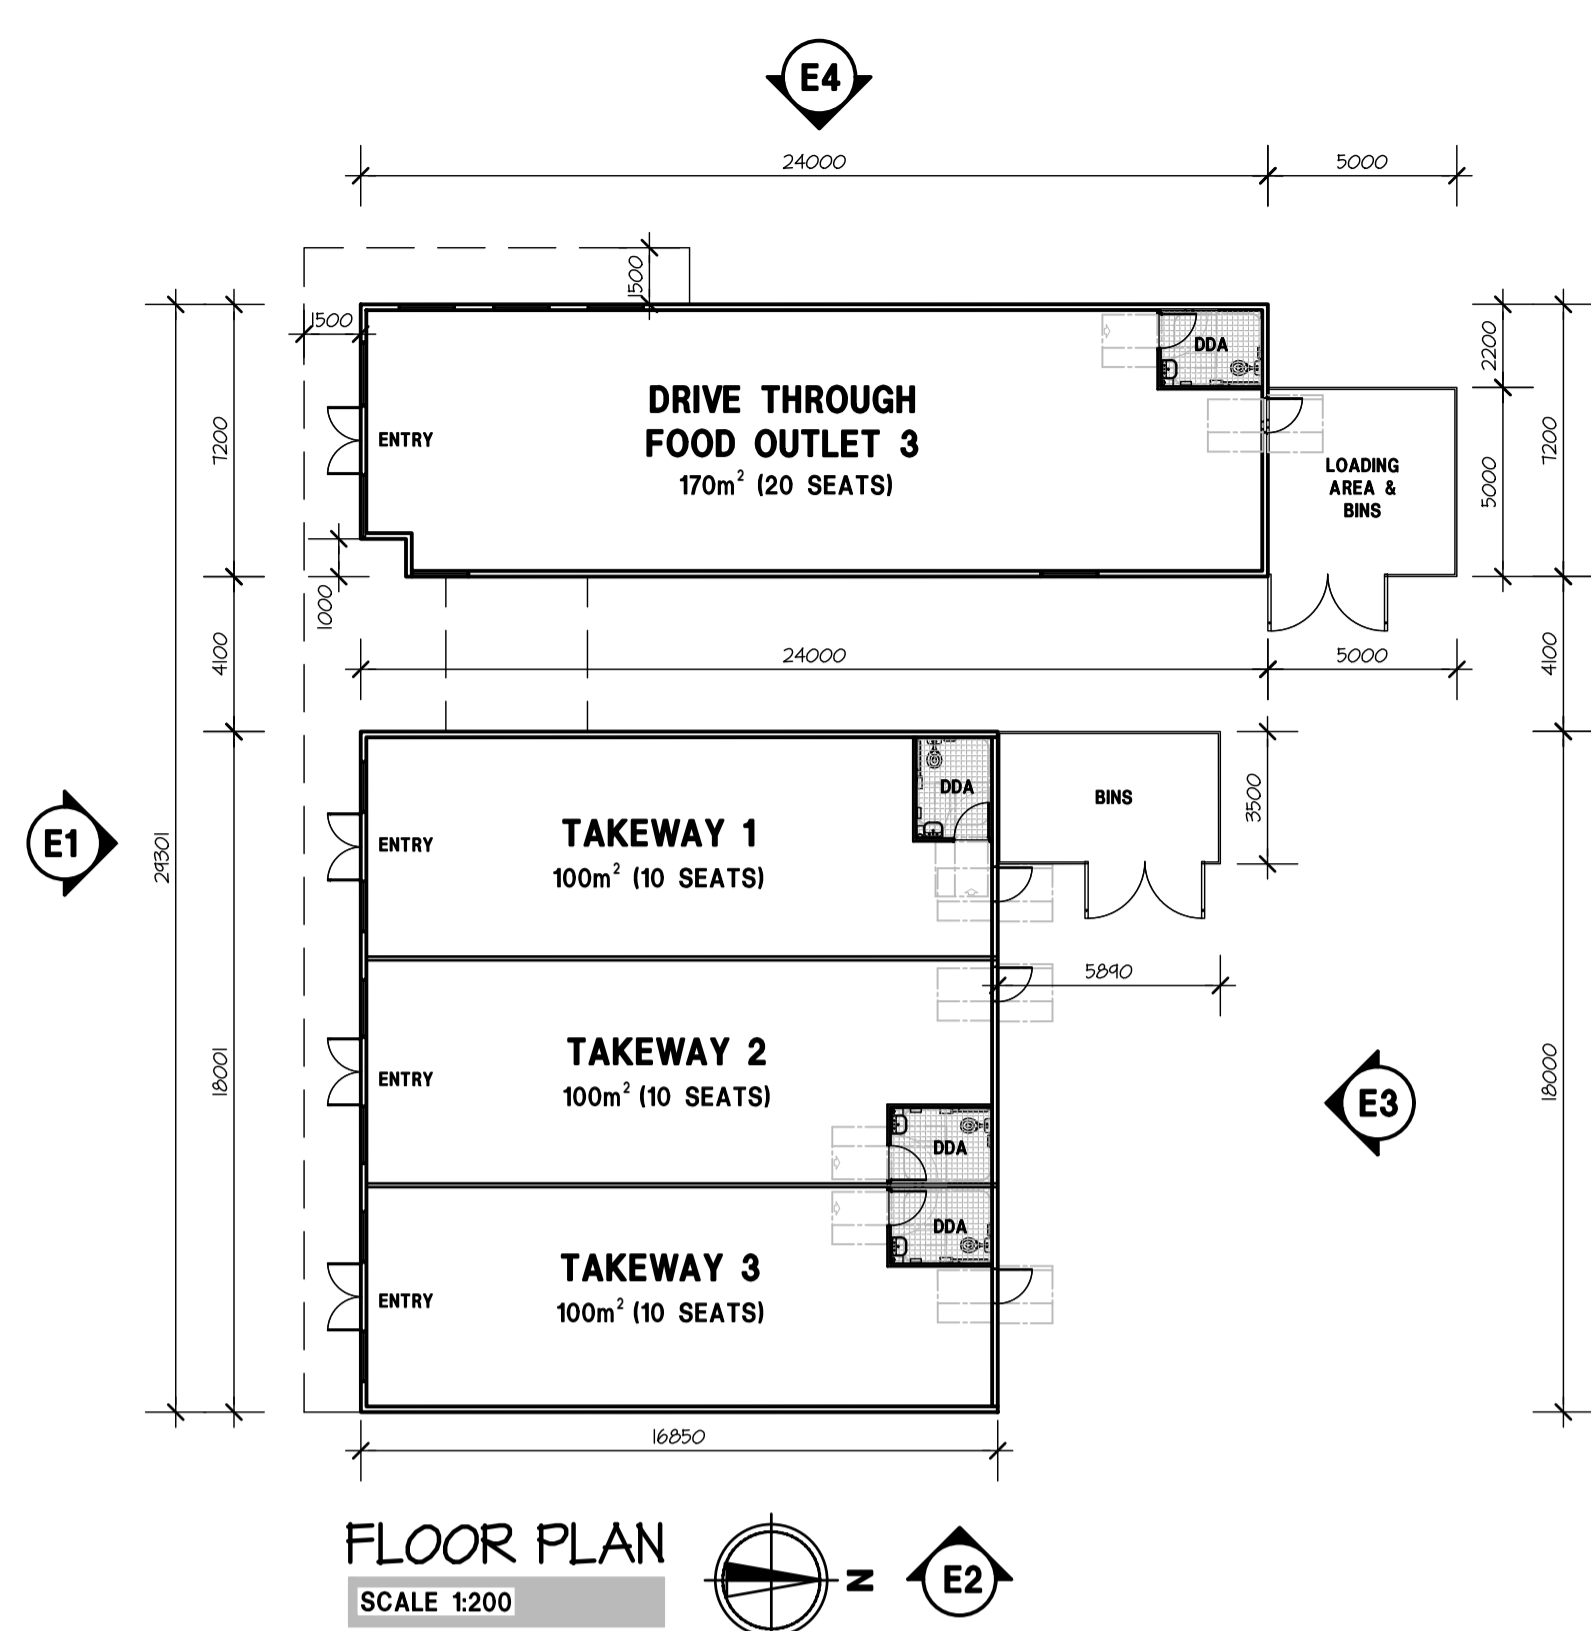 E4
24000
5000
1500
1500
2200
DDA
DRIVE THROUGH
FOOD OUTLET 3
170m² (20 SEATS)
ENTRY
7200
7200
5000
LOADING
AREA &
BINS
1000
4100
24000
5000
4100
DDA
BINS
3500
TAKEWAY 1
100m² (10 SEATS)
ENTRY
E1
29301
5890
TAKEWAY 2
100m² (10 SEATS)
ENTRY
18001
18000
E3
DDA
DDA
TAKEWAY 3
100m² (10 SEATS)
ENTRY
16850
FLOOR PLAN
SCALE 1:200
N
E2